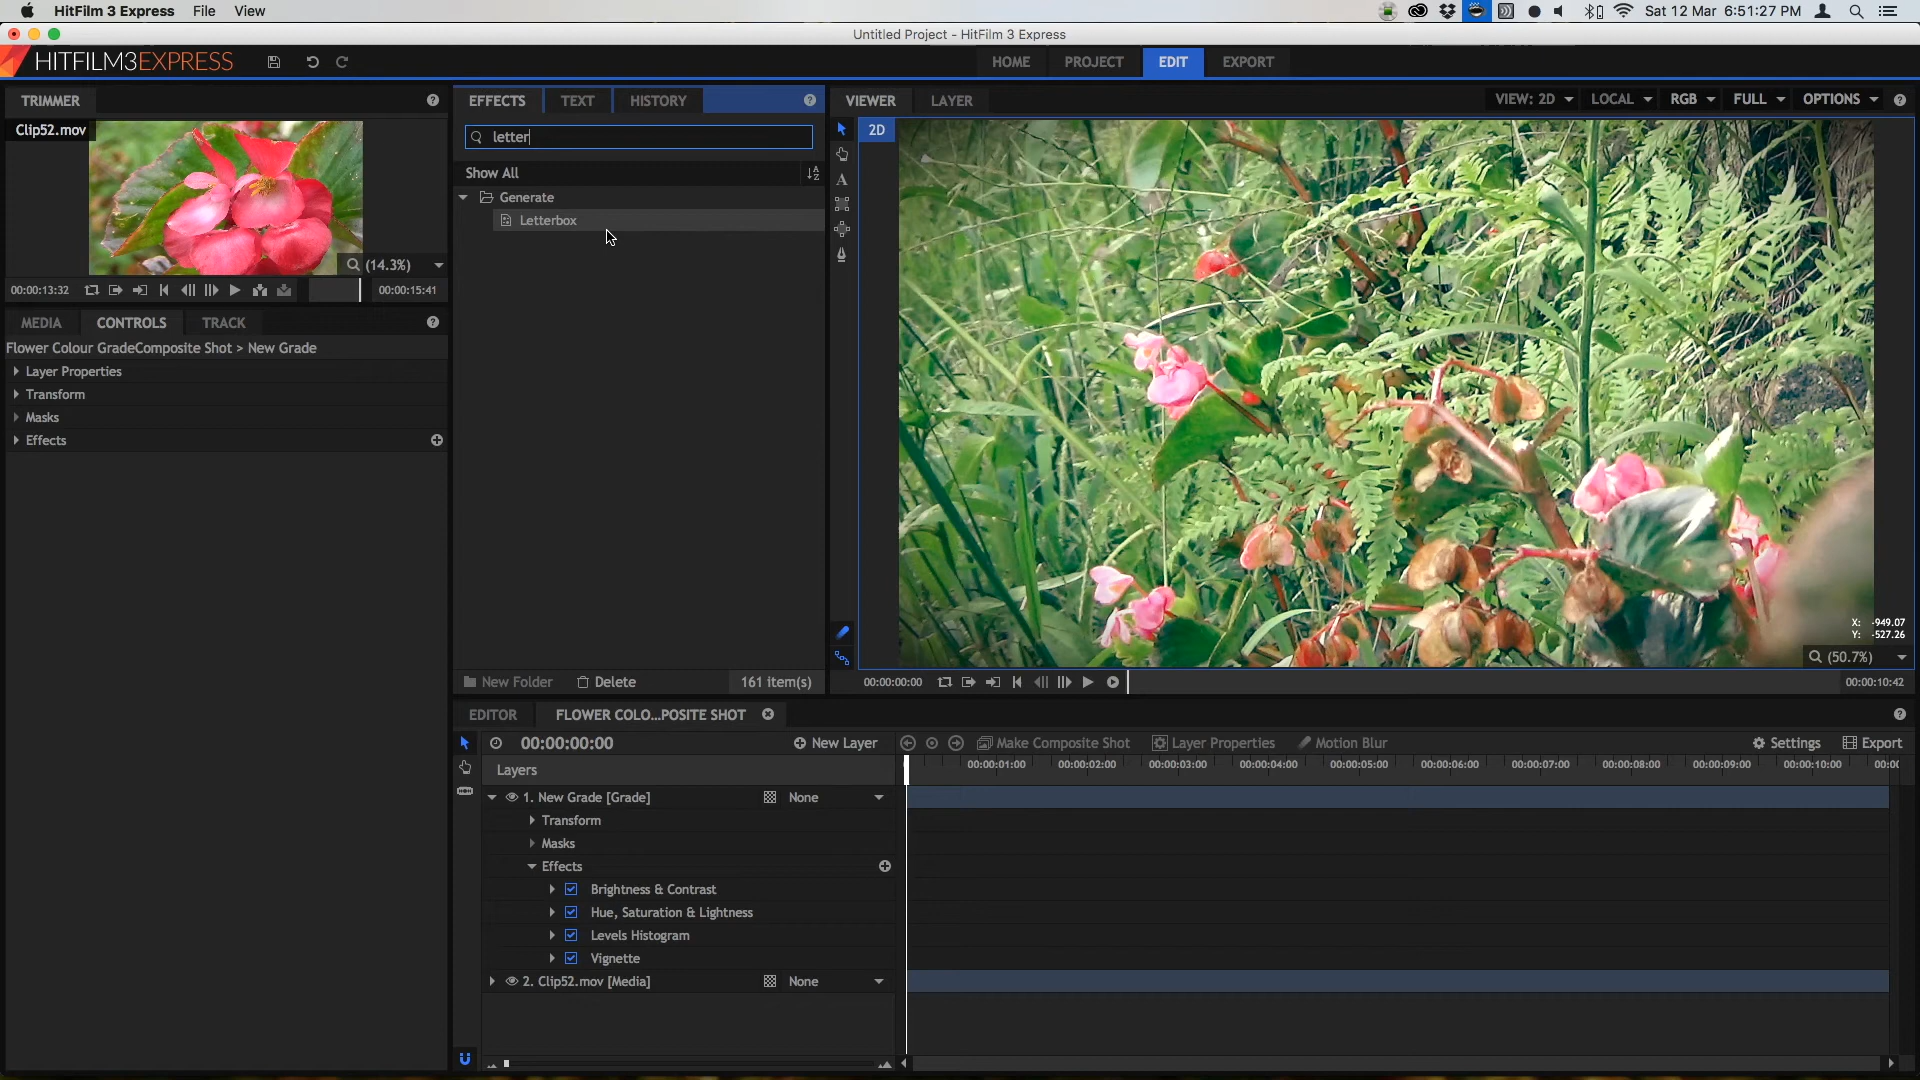 HitFilm 3 Express File View
Sat 12 Mar 6:51:27 PM
Untitled Project - HitFilm 3 Express
HITFILM3EXPRESS
HOME PROJECT EDIT EXPORT
TRIMMER
Clip52.mov
(14.3%)
00:00:13:32
00:00:15:41
MEDIA CONTROLS TRACK
Flower Colour GradeComposite Shot > New Grade
Layer Properties
Transform
Masks
Effects
EFFECTS TEXT HISTORY
letter
Show All
Generate
Letterbox
New Folder Delete 161 item(s)
VIEWER LAYER
VIEW: 2D LOCAL RGB FULL OPTIONS
2D
X: -949.07
Y: -527.26
(50.7%)
00:00:00:00
00:00:10:42
EDITOR FLOWER COLO...POSITE SHOT
00:00:00:00 New Layer
Make Composite Shot Layer Properties Motion Blur Settings Export
Layers
00:00:01:00 00:00:02:00 00:00:03:00 00:00:04:00 00:00:05:00 00:00:06:00 00:00:07:00 00:00:08:00 00:00:09:00 00:00:10:00 00:00
1. New Grade [Grade] None
Transform
Masks
Effects
Brightness & Contrast
Hue, Saturation & Lightness
Levels Histogram
Vignette
2. Clip52.mov [Media] None